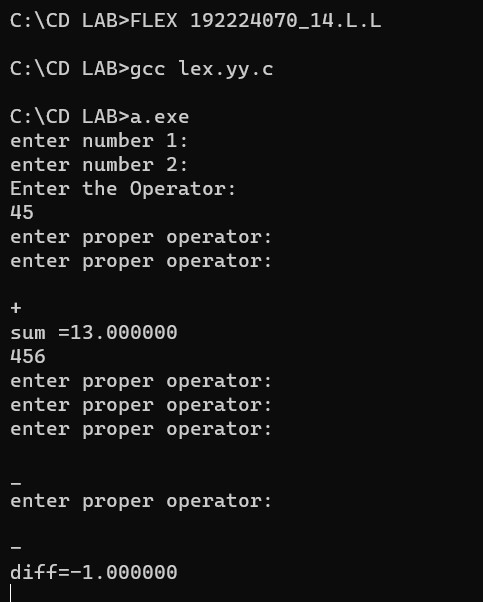 C:\CD LAB>FLEX 192224070_14.L.L
C:\CD LAB>gcc lex.yy.c
C:\CD LAB>a.exe
enter number 1:
enter number 2:
Enter the Operator:
45
enter proper operator:
enter proper operator:
+
sum =13.000000
456
enter proper operator:
enter proper operator:
enter proper operator:
_
enter proper operator:
-
diff=-1.000000